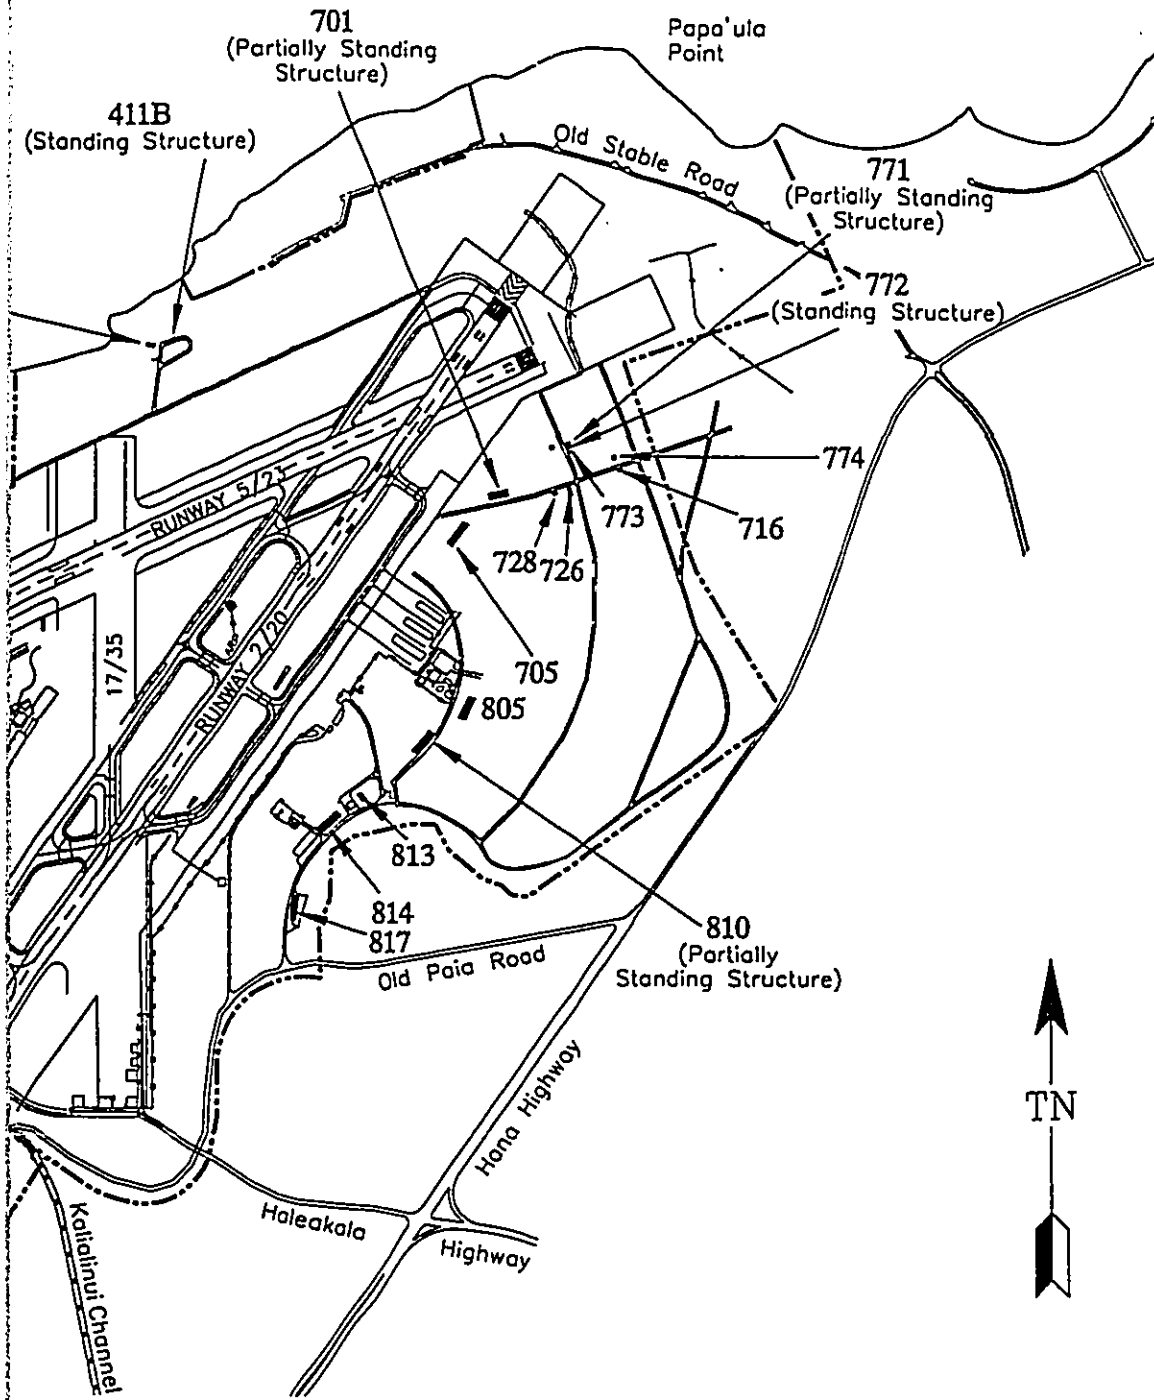 701
(Partially Standing
Structure)
Papa'ula
Point
411B
(Standing Structure)
Old Stable Road
771
(Partially Standing
Structure)
772
(Standing Structure)
774
773
716
728
726
RUNWAY 5/23
705
17/35
RUNWAY 2/20
805
813
814
817
810
(Partially
Standing Structure)
Old Paia Road
Hana Highway
TN
Haleakala
Highway
Kalialinui Channel